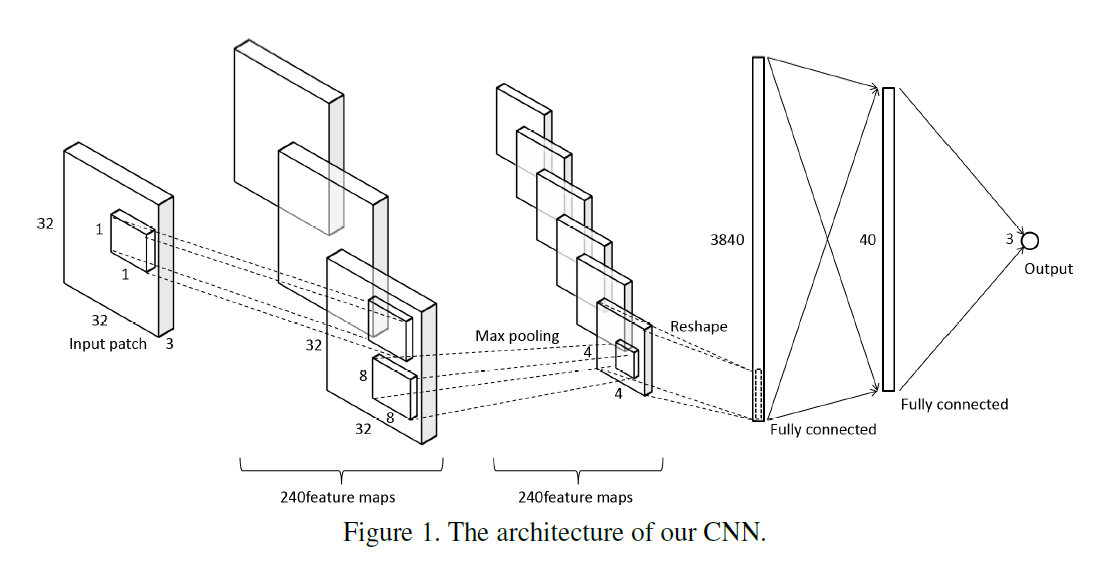 32
1
1
32
Input patch 3
32
8
8
32
240feature maps
Max pooling
4
4
240feature maps
Reshape
3840
Fully connected
40
Fully connected
3
Output
Figure 1. The architecture of our CNN.